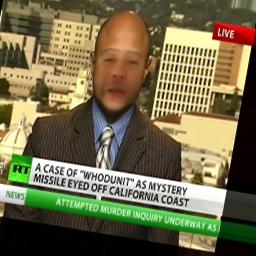 LIVE
RT
A CASE OF "WHODUNIT" AS MYSTERY
MISSILE EYED OFF CALIFORNIA COAST
NEWS
ATTEMPTED MURDER INQUIRY UNDERWAY AS